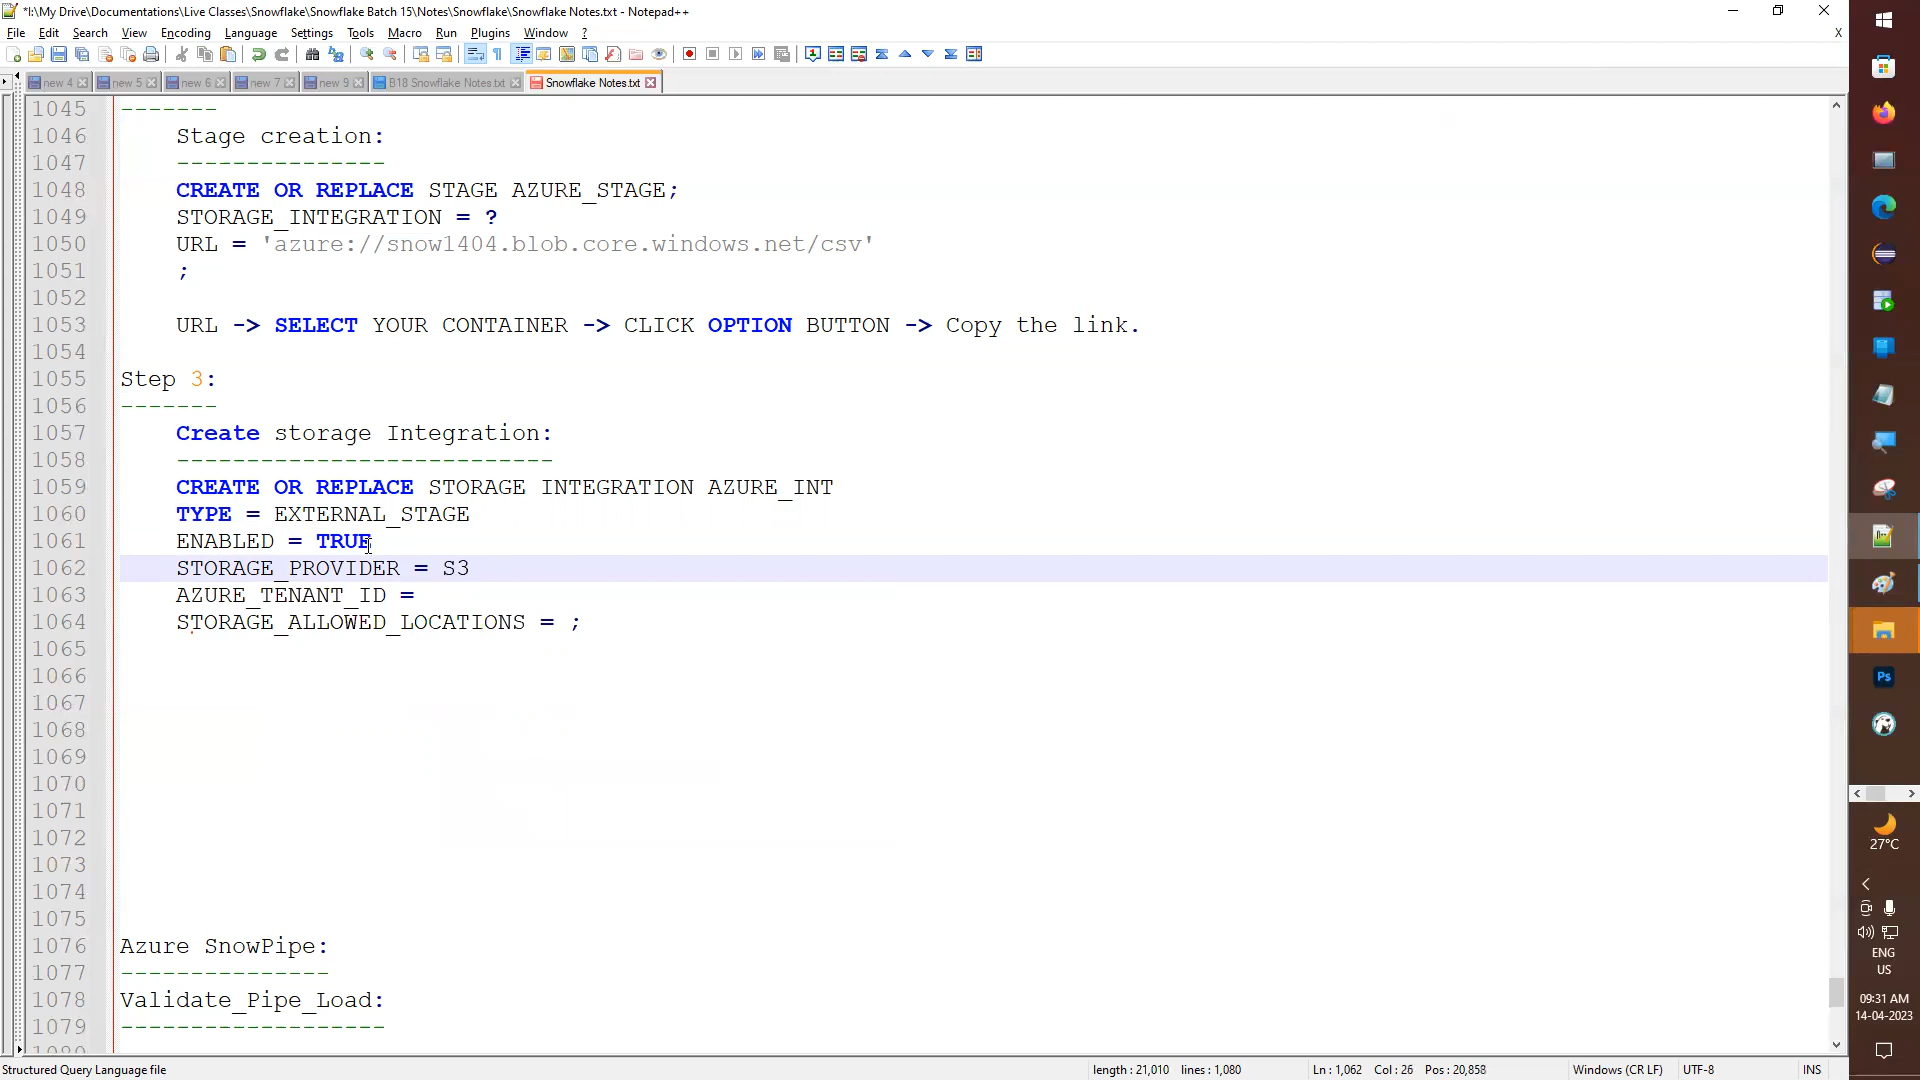 *I:\My Drive\Documentations\Live Classes\Snowflake\Snowflake Batch 15\Notes\Snowflake\Snowflake Notes.txt - Notepad++
File Edit Search View Encoding Language Settings Tools Macro Run Plugins Window ? X
new 4 new 5 new 6 new 7 new 9 B18 Snowflake Notes.txt Snowflake Notes.txt
1045 -------
1046 Stage creation:
1047 ---------------
1048 CREATE OR REPLACE STAGE AZURE_STAGE;
1049 STORAGE_INTEGRATION = ?
1050 URL = 'azure://snow1404.blob.core.windows.net/csv'
1051 ;
1052
1053 URL -> SELECT YOUR CONTAINER -> CLICK OPTION BUTTON -> Copy the link.
1054
1055 Step 3:
1056 -------
1057 Create storage Integration:
1058 ---------------------------
1059 CREATE OR REPLACE STORAGE INTEGRATION AZURE_INT
1060 TYPE = EXTERNAL_STAGE
1061 ENABLED = TRUE
1062 STORAGE_PROVIDER = S3
1063 AZURE_TENANT_ID =
1064 STORAGE_ALLOWED_LOCATIONS = ;
1065
1066
1067
1068
1069
1070
1071
1072
1073
1074
1075
1076 Azure SnowPipe:
1077 ---------------
1078 Validate_Pipe_Load:
1079 -------------------
1080
Structured Query Language file length : 21,010 lines : 1,080 Ln : 1,062 Col : 26 Pos : 20,858 Windows (CR LF) UTF-8 INS
Ps
27°C
ENG
US
09:31 AM
14-04-2023